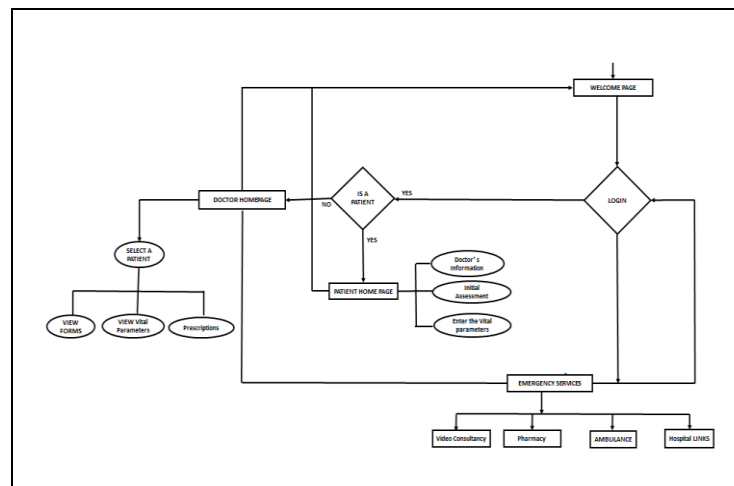 WELCOME PAGE
IS A
PATIENT
YES
LOGIN
DOCTOR HOMEPAGE
NO
YES
SELECT A
PATIENT
Doctor's
Information
PATIENT HOME PAGE
Initial
Assessment
VIEW
FORMS
VIEW Vital
Parameters
Prescriptions
Enter the Vital
parameters
EMERGENCY SERVICES
Video Consultancy
Pharmacy
AMBULANCE
Hospital LINKS